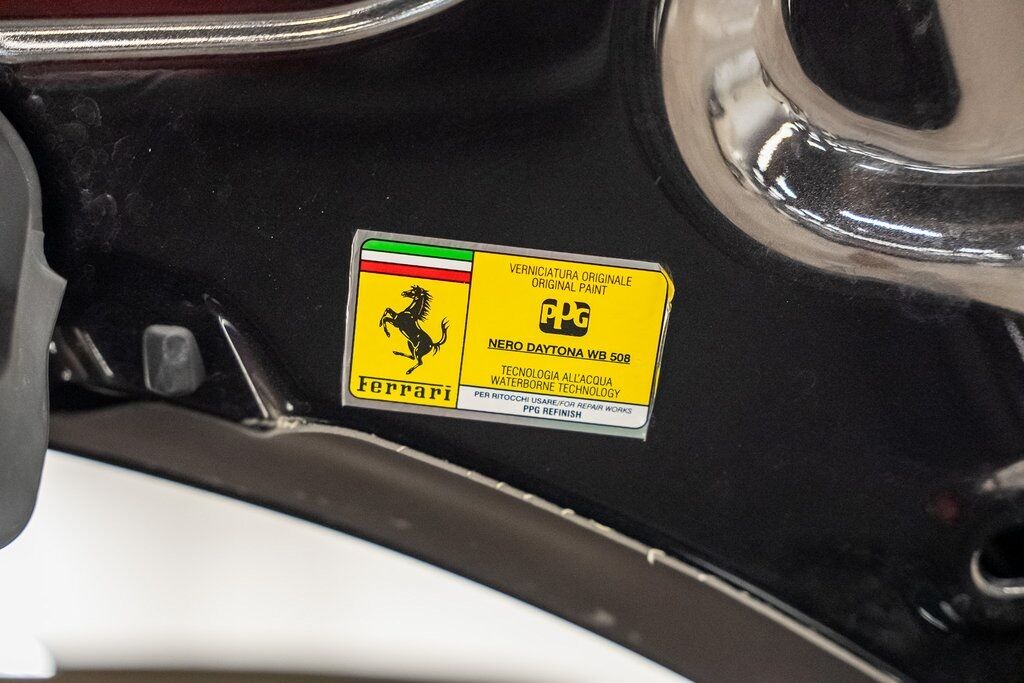 Ferrari
VERNICIATURA ORIGINALE
ORIGINAL PAINT
PPG
NERO DAYTONA WB 508
TECNOLOGIA ALL'ACQUA
WATERBORNE TECHNOLOGY
PER RITOCCHI USARE/FOR REPAIR WORKS
PPG REFINISH